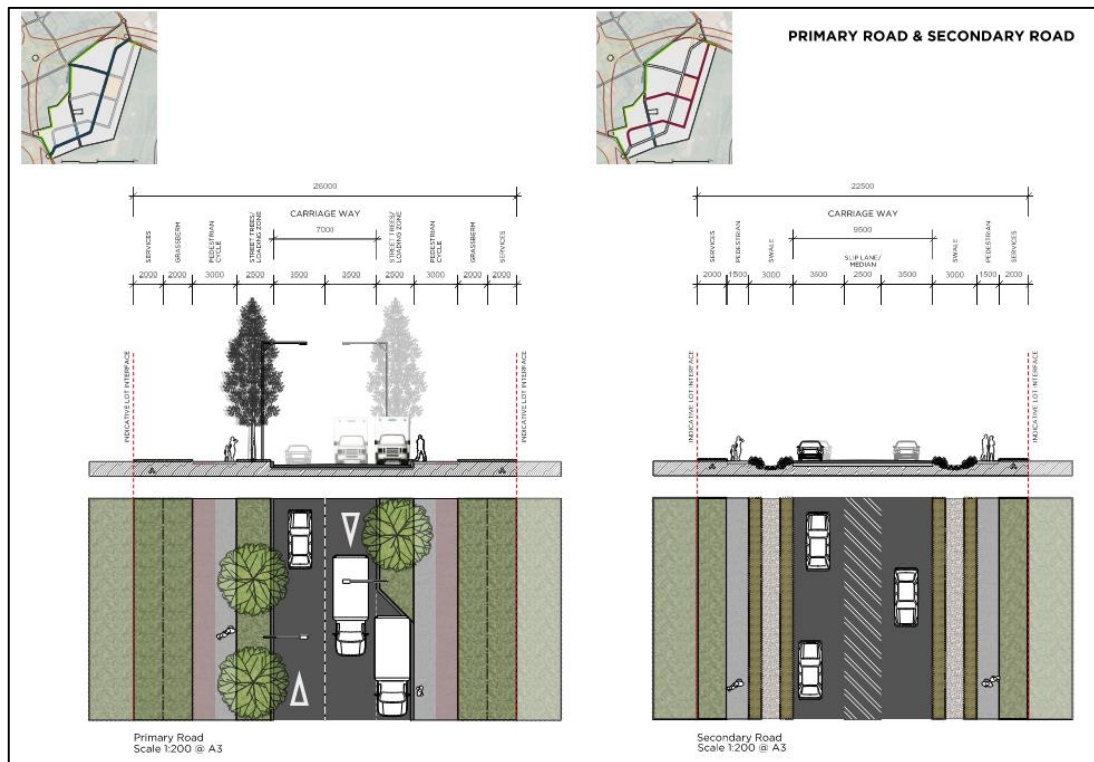 PRIMARY ROAD & SECONDARY ROAD
26000
CARRIAGE WAY
7000
SERVICES
GRASSBERM
PEDESTRIAN
CYCLE
STREET TREES/
LOADING ZONE
STREET TREES/
LOADING ZONE
PEDESTRIAN
CYCLE
GRASSBERM
SERVICES
2000
2000
3000
2500
3500
3500
2500
3000
2000
2000
INDICATIVE LOT INTERFACE
INDICATIVE LOT INTERFACE
Primary Road
Scale 1:200 @ A3
22500
CARRIAGE WAY
9500
SERVICES
PEDESTRIAN
SWALE
SLIP LANE/
MEDIAN
SWALE
PEDESTRIAN
SERVICES
2000
1500
3000
3500
2500
3500
3000
1500
2000
INDICATIVE LOT INTERFACE
INDICATIVE LOT INTERFACE
Secondary Road
Scale 1:200 @ A3